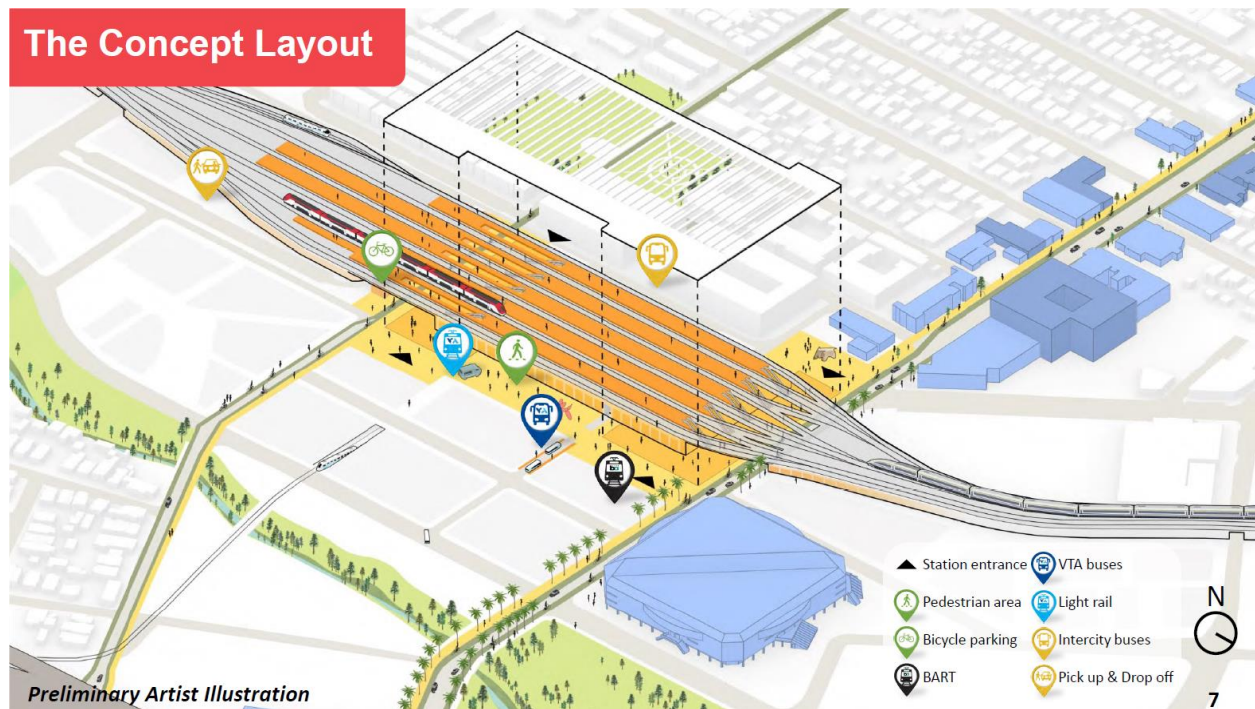 The Concept Layout
Station entrance
VTA buses
Pedestrian area
Light rail
Bicycle parking
Intercity buses
BART
Pick up & Drop off
N
Preliminary Artist Illustration
7